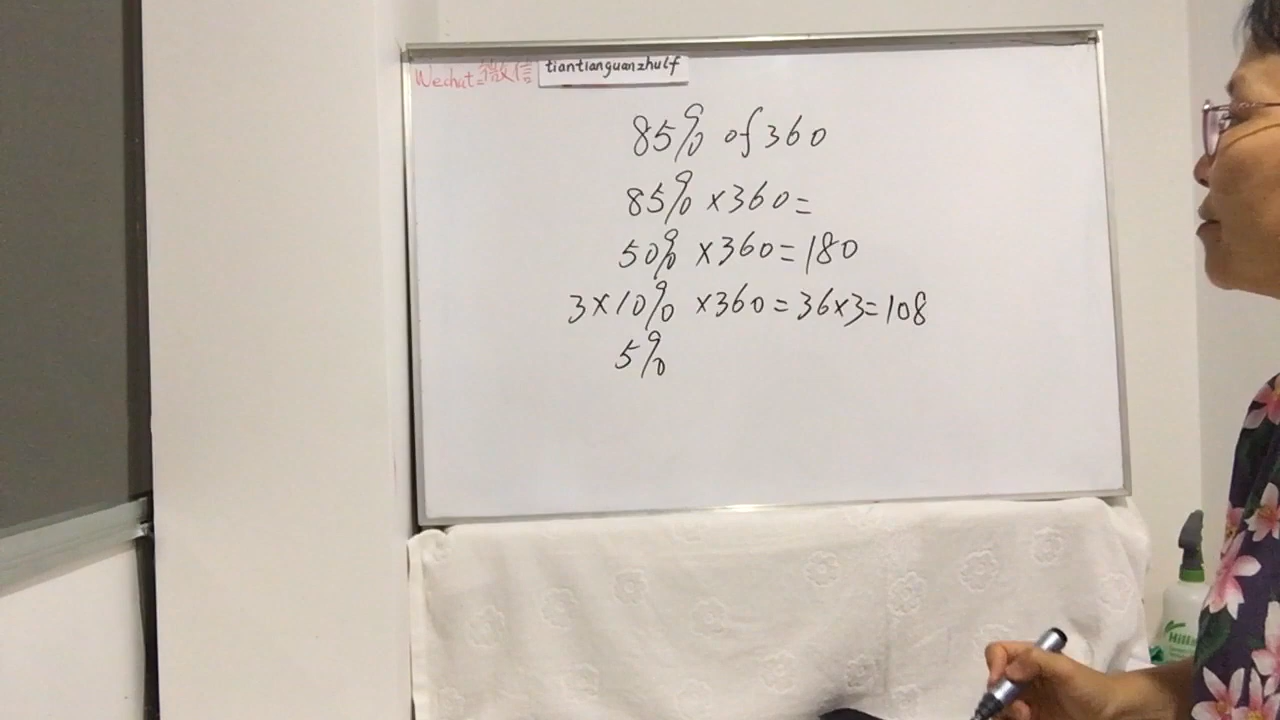 Wechat=微信 tiantianguanzhulf
85% of 360
85% ×360=
50% ×360=180
3×10% ×360=36×3=108
5%